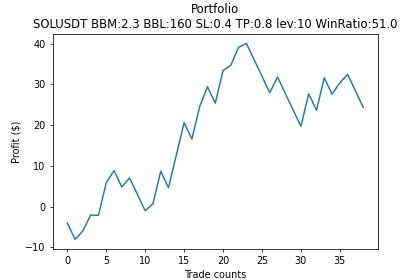 Portfolio
SOLUSDT BBM:2.3 BBL:160 SL:0.4 TP:0.8 lev:10 WinRatio:51.0
Profit ($)
40
30
20
10
0
−10
0 5 10 15 20 25 30 35
Trade counts